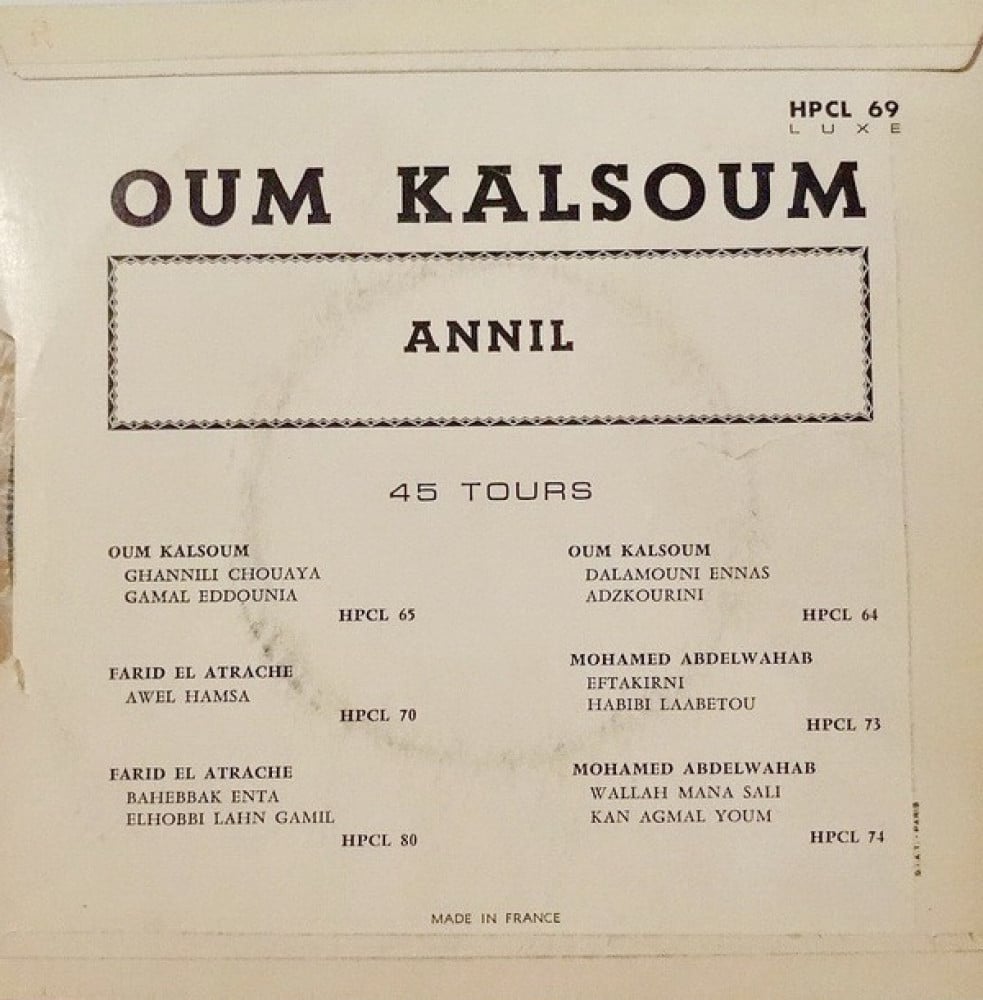 HPCL 69
LUXE
OUM KALSOUM
ANNIL
45 TOURS
OUM KALSOUM
GHANNILI CHOUAYA
GAMAL EDDOUNIA
HPCL 65
FARID EL ATRACHE
AWEL HAMSA
HPCL 70
FARID EL ATRACHE
BAHEBBAK ENTA
ELHOBBI LAHN GAMIL
HPCL 80
OUM KALSOUM
DALAMOUNI ENNAS
ADZKOURINI
HPCL 64
MOHAMED ABDELWAHAB
EFTAKIRNI
HABIBI LAABETOU
HPCL 73
MOHAMED ABDELWAHAB
WALLAH MANA SALI
KAN AGMAL YOUM
HPCL 74
MADE IN FRANCE
PARIS